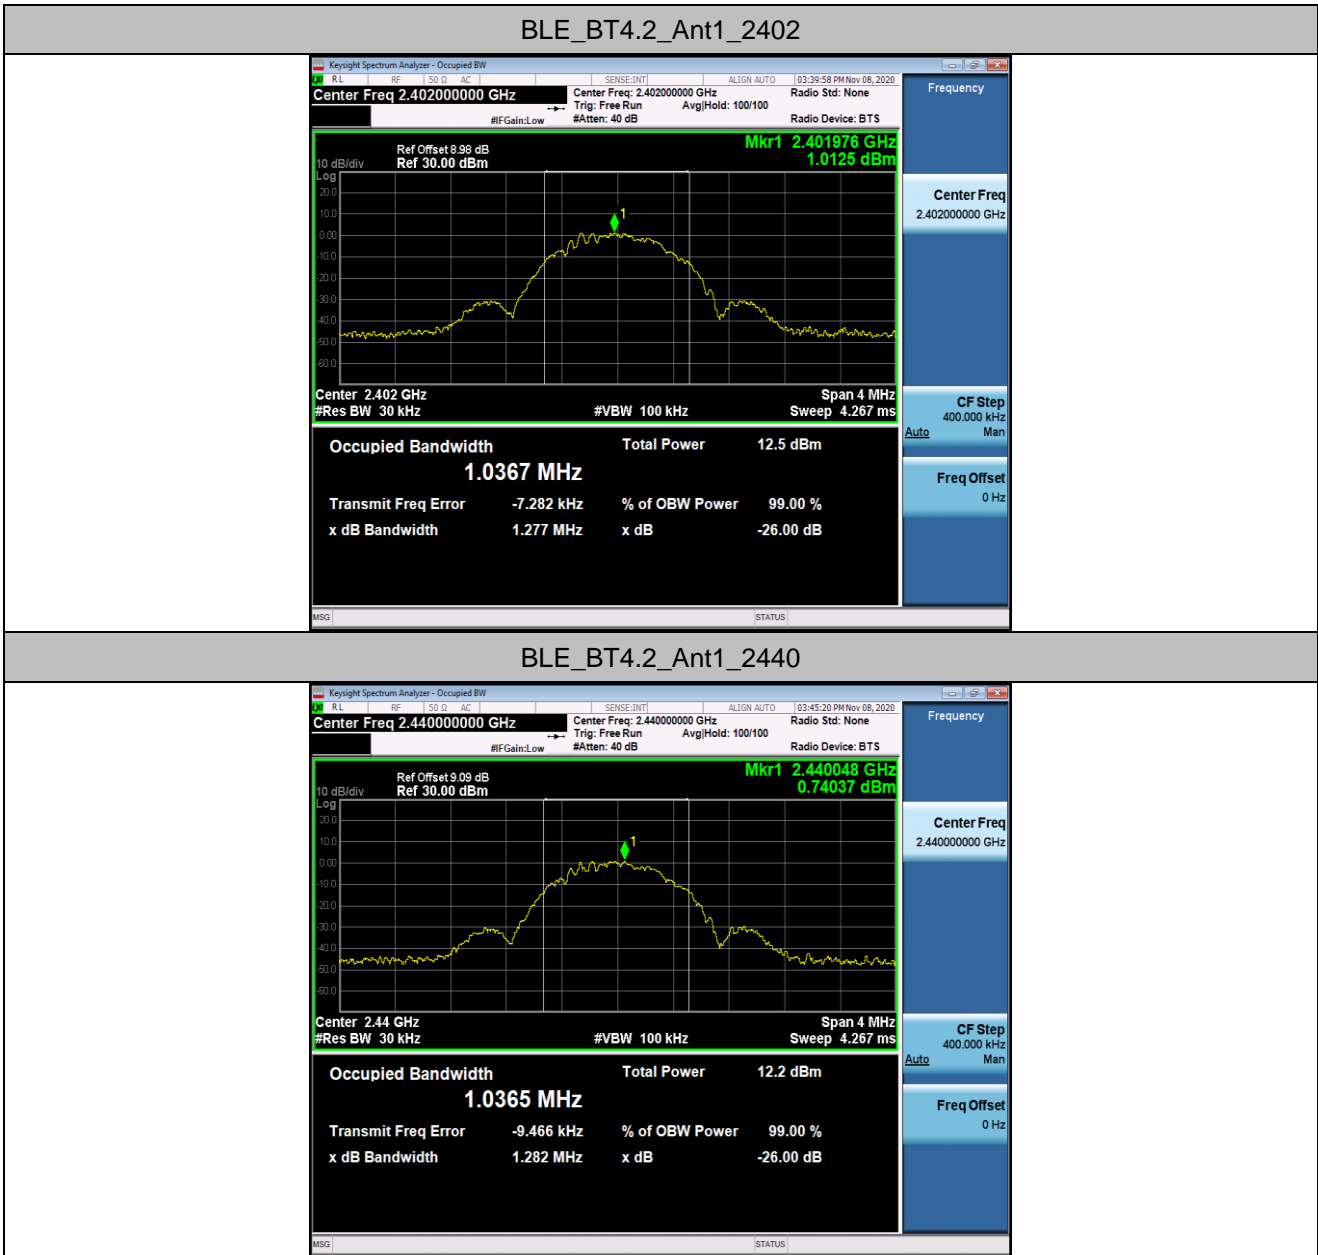 BLE_BT4.2_Ant1_2402
Keysight Spectrum Analyzer - Occupied BW
RL RF 50 Ω AC SENSE:INT ALIGN AUTO 03:39:58 PM Nov 08, 2020
Center Freq 2.402000000 GHz
Center Freq: 2.402000000 GHz
Radio Std: None
Trig: Free Run Avg|Hold: 100/100
#IFGain:Low #Atten: 40 dB Radio Device: BTS
Frequency
Mkr1 2.401976 GHz
1.0125 dBm
Ref Offset 8.98 dB
10 dB/div Ref 30.00 dBm
Log
20.0
10.0
0.00
-10.0
-20.0
-30.0
-40.0
-50.0
-60.0
1
Center 2.402 GHz Span 4 MHz
#Res BW 30 kHz #VBW 100 kHz Sweep 4.267 ms
Center Freq
2.402000000 GHz
CF Step
400.000 kHz
Auto Man
Freq Offset
0 Hz
Occupied Bandwidth Total Power 12.5 dBm
1.0367 MHz
Transmit Freq Error -7.282 kHz % of OBW Power 99.00 %
x dB Bandwidth 1.277 MHz x dB -26.00 dB
MSG STATUS
BLE_BT4.2_Ant1_2440
Keysight Spectrum Analyzer - Occupied BW
RL RF 50 Ω AC SENSE:INT ALIGN AUTO 03:45:20 PM Nov 08, 2020
Center Freq 2.440000000 GHz
Center Freq: 2.440000000 GHz
Radio Std: None
Trig: Free Run Avg|Hold: 100/100
#IFGain:Low #Atten: 40 dB Radio Device: BTS
Frequency
Mkr1 2.440048 GHz
0.74037 dBm
Ref Offset 9.09 dB
10 dB/div Ref 30.00 dBm
Log
20.0
10.0
0.00
-10.0
-20.0
-30.0
-40.0
-50.0
-60.0
1
Center 2.44 GHz Span 4 MHz
#Res BW 30 kHz #VBW 100 kHz Sweep 4.267 ms
Center Freq
2.440000000 GHz
CF Step
400.000 kHz
Auto Man
Freq Offset
0 Hz
Occupied Bandwidth Total Power 12.2 dBm
1.0365 MHz
Transmit Freq Error -9.466 kHz % of OBW Power 99.00 %
x dB Bandwidth 1.282 MHz x dB -26.00 dB
MSG STATUS